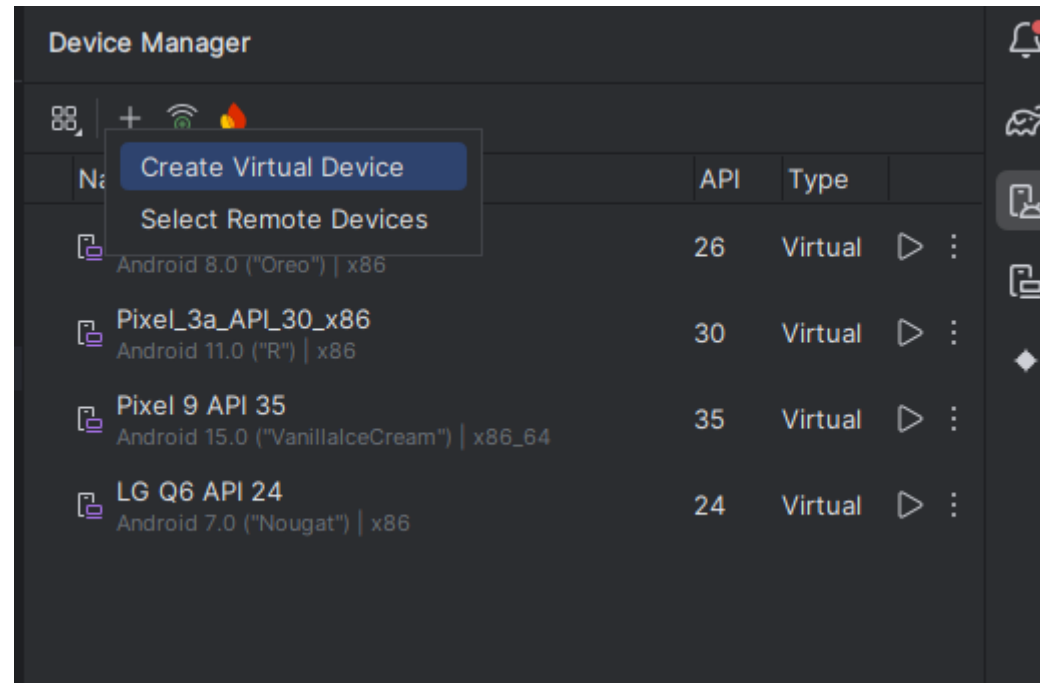 Device Manager
Create Virtual Device
Select Remote Devices
API Type
Android 8.0 ("Oreo") | x86
26 Virtual
Pixel_3a_API_30_x86
Android 11.0 ("R") | x86
30 Virtual
Pixel 9 API 35
Android 15.0 ("VanillaIceCream") | x86_64
35 Virtual
LG Q6 API 24
Android 7.0 ("Nougat") | x86
24 Virtual